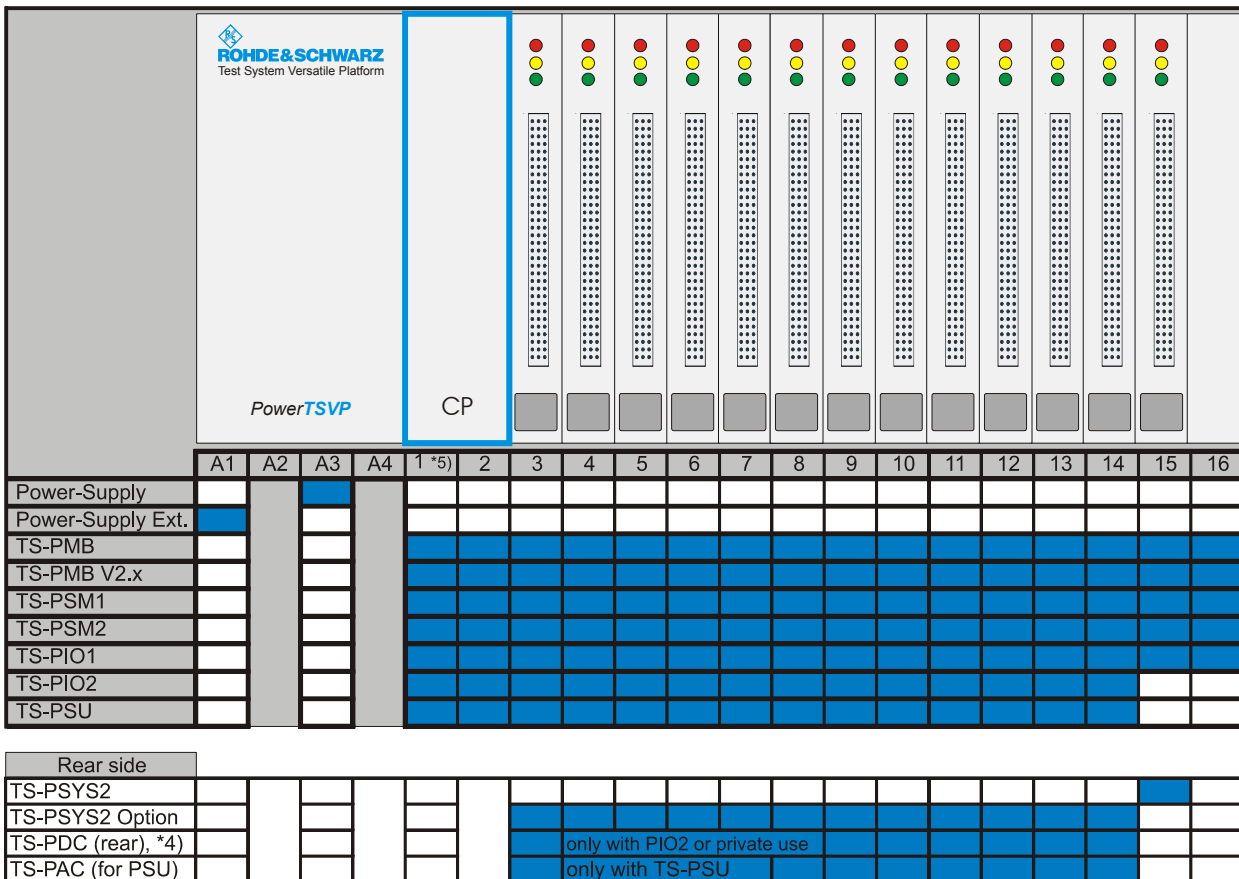 ROHDE&SCHWARZ
Test System Versatile Platform
PowerTSVP
CP
A1 A2 A3 A4 1 *5) 2 3 4 5 6 7 8 9 10 11 12 13 14 15 16
Power-Supply
Power-Supply Ext.
TS-PMB
TS-PMB V2.x
TS-PSM1
TS-PSM2
TS-PIO1
TS-PIO2
TS-PSU
Rear side
TS-PSYS2
TS-PSYS2 Option
TS-PDC (rear), *4) only with PIO2 or private use
TS-PAC (for PSU) only with TS-PSU